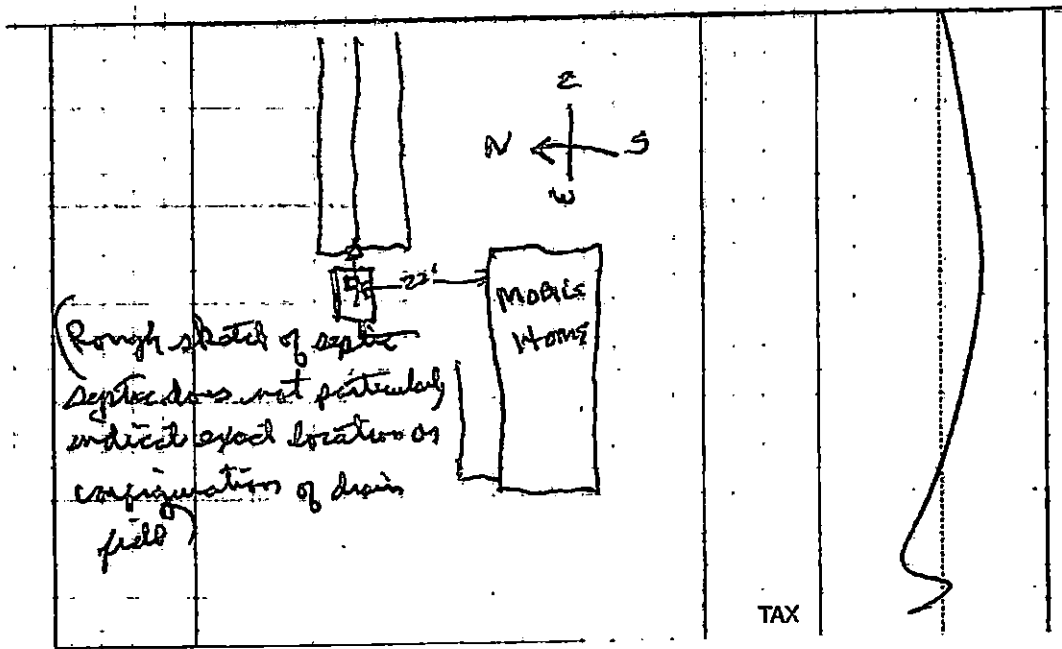 E
N S
W
22'
MOBILE
HOME
(Rough sketch of septic
septic does not particularly
indicat exact location or
configuration of drain
field)
TAX